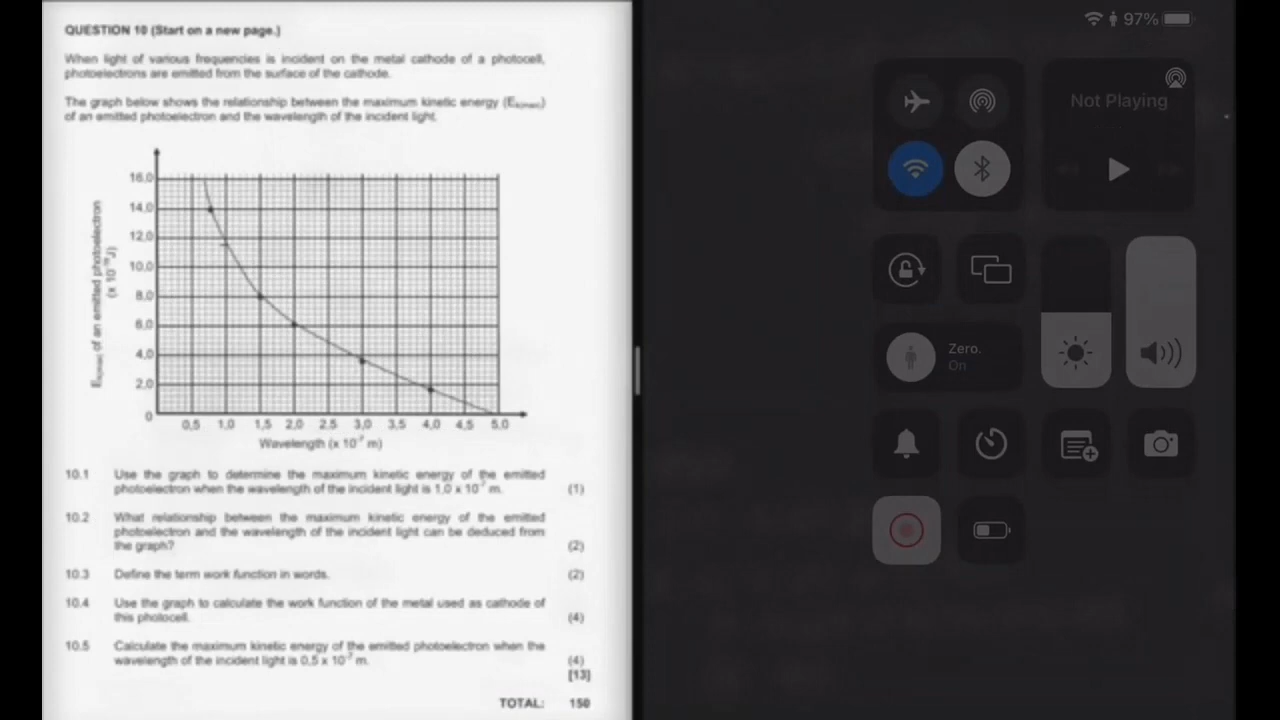 QUESTION 10 (Start on a new page.)
When light of various frequencies is incident on the metal cathode of a photocell,
photoelectrons are emitted from the surface of the cathode.
The graph below shows the relationship between the maximum kinetic energy (Ek(max))
of an emitted photoelectron and the wavelength of the incident light.
Ek(max) of an emitted photoelectron
(x 10⁻¹⁹ J)
16,0
14,0
12,0
10,0
8,0
6,0
4,0
2,0
0
0,5 1,0 1,5 2,0 2,5 3,0 3,5 4,0 4,5 5,0
Wavelength (x 10⁻⁷ m)
10.1 Use the graph to determine the maximum kinetic energy of the emitted
photoelectron when the wavelength of the incident light is 1,0 x 10⁻⁷ m. (1)
10.2 What relationship between the maximum kinetic energy of the emitted
photoelectron and the wavelength of the incident light can be deduced from
the graph? (2)
10.3 Define the term work function in words. (2)
10.4 Use the graph to calculate the work function of the metal used as cathode of
this photocell. (4)
10.5 Calculate the maximum kinetic energy of the emitted photoelectron when the
wavelength of the incident light is 0,5 x 10⁻⁷ m. (4)
[13]
TOTAL: 150
97%
Not Playing
Zero.
On